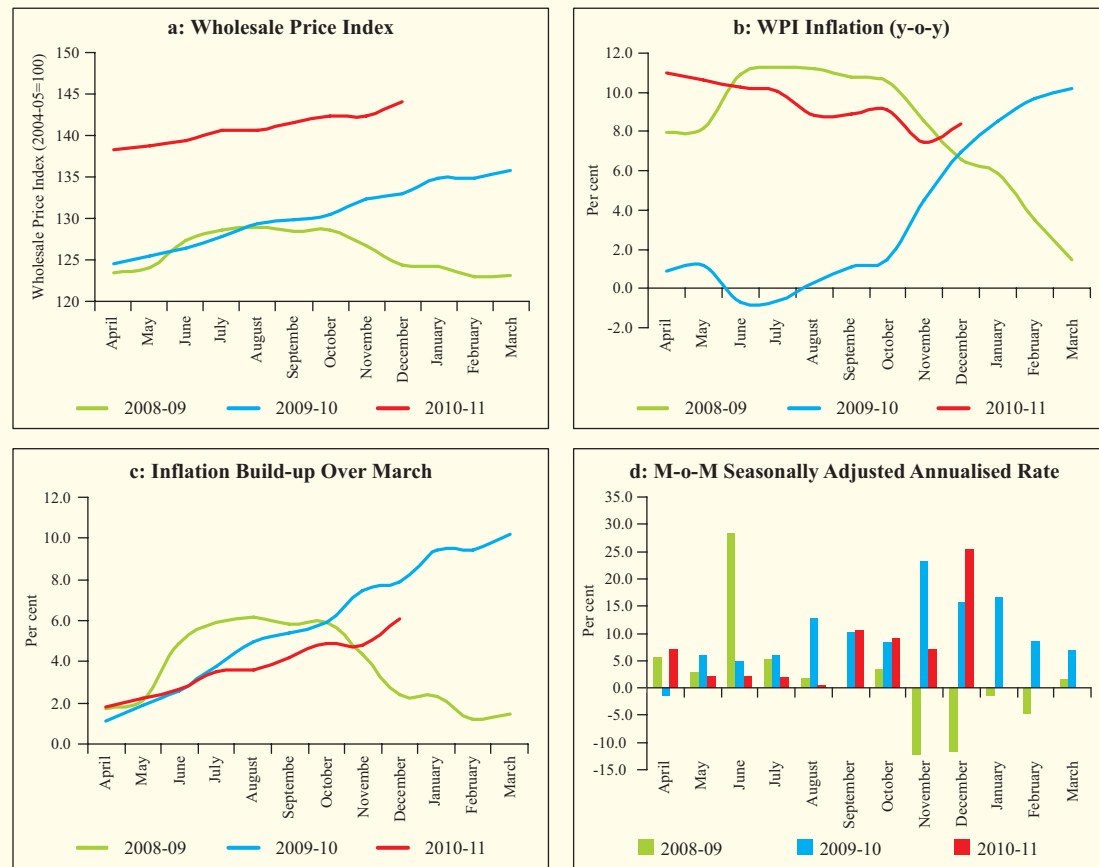 a: Wholesale Price Index
Wholesale Price Index (2004-05=100)
150
145
140
135
130
125
120
April
May
June
July
August
Septembe
October
Novembe
December
January
February
March
2008-09 2009-10 2010-11
b: WPI Inflation (y-o-y)
Per cent
12.0
10.0
8.0
6.0
4.0
2.0
0.0
-2.0
April
May
June
July
August
September
October
Novembe
December
January
February
March
2008-09 2009-10 2010-11
c: Inflation Build-up Over March
Per cent
12.0
10.0
8.0
6.0
4.0
2.0
0.0
April
May
June
July
August
Septembe
October
Novembe
December
January
February
March
2008-09 2009-10 2010-11
d: M-o-M Seasonally Adjusted Annualised Rate
Per cent
35.0
30.0
25.0
20.0
15.0
10.0
5.0
0.0
-5.0
-10.0
-15.0
April
May
June
July
August
September
October
November
December
January
February
March
2008-09 2009-10 2010-11